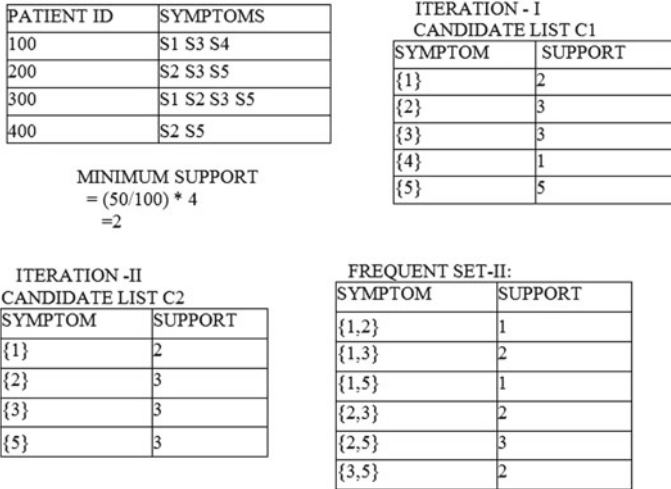 PATIENT ID SYMPTOMS
100 S1 S3 S4
200 S2 S3 S5
300 S1 S2 S3 S5
400 S2 S5
MINIMUM SUPPORT
= (50/100) * 4
=2
ITERATION - I
CANDIDATE LIST C1
SYMPTOM SUPPORT
{1} 2
{2} 3
{3} 3
{4} 1
{5} 5
ITERATION -II
CANDIDATE LIST C2
SYMPTOM SUPPORT
{1} 2
{2} 3
{3} 3
{5} 3
FREQUENT SET-II:
SYMPTOM SUPPORT
{1,2} 1
{1,3} 2
{1,5} 1
{2,3} 2
{2,5} 3
{3,5} 2